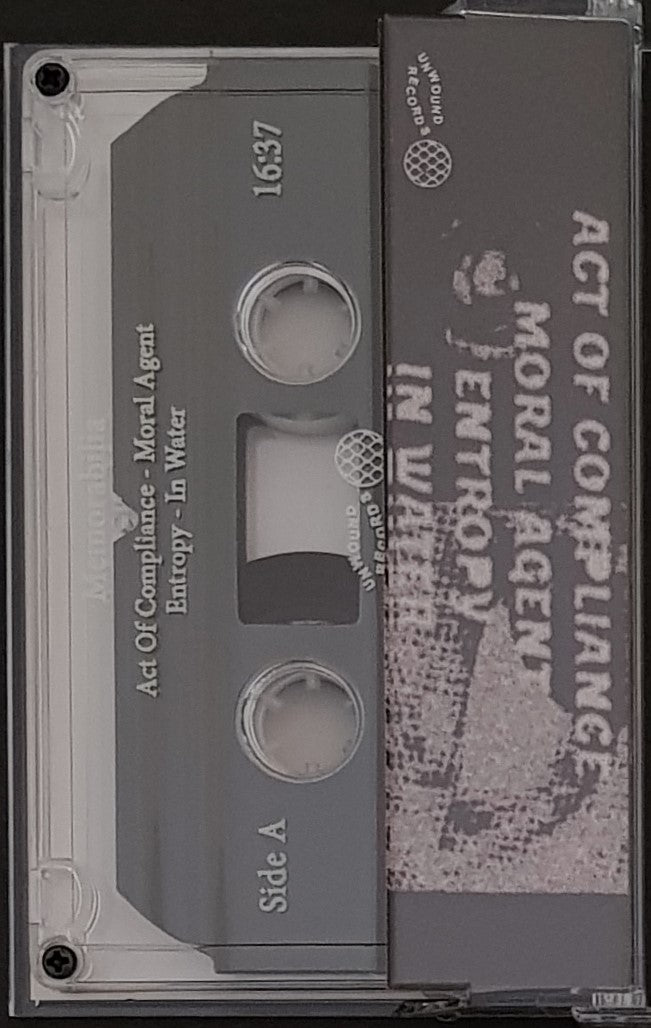 UNWOUND
RECORDS
ACT OF COMPLIANCE
MORAL AGENT
ENTROPY
IN WATER
Memorabilia
Act Of Compliance - Moral Agent
Entropy - In Water
Side A
16:37
UNWOUND
RECORDS